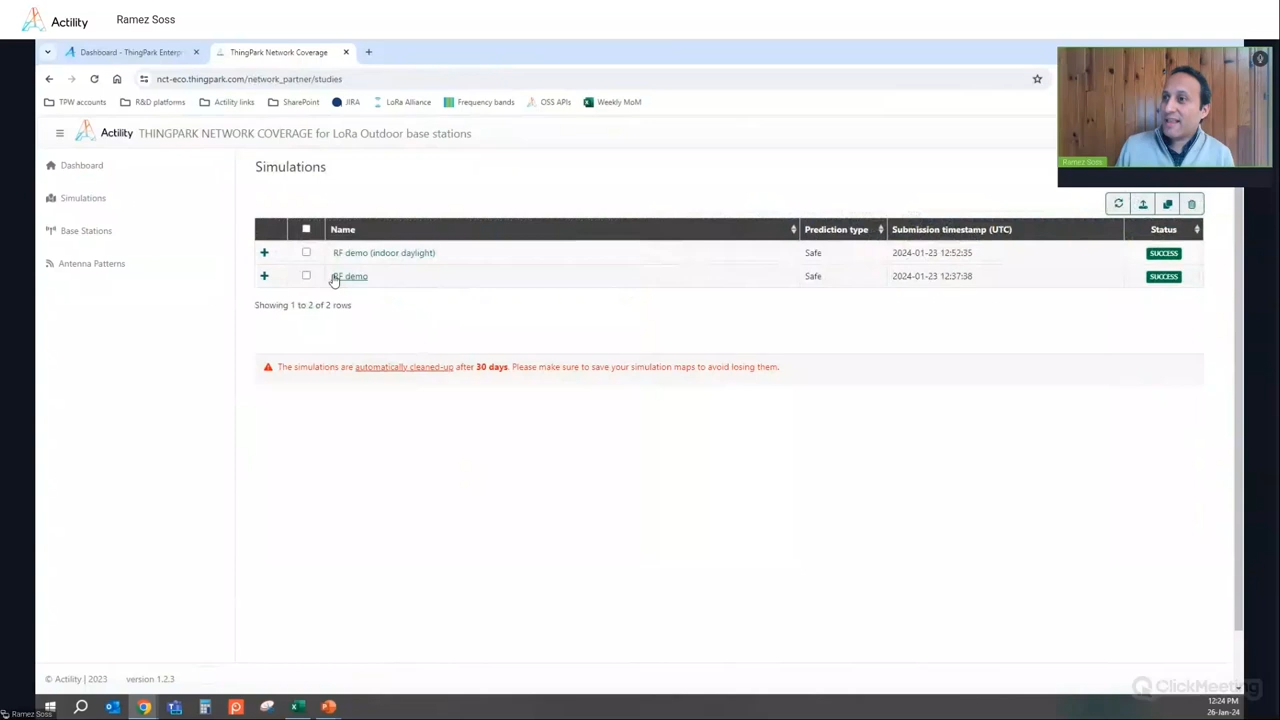 Actility
Ramez Soss
Dashboard - ThingPark Enterpr
ThingPark Network Coverage
nct-eco.thingpark.com/network_partner/studies
TPW accounts
R&D platforms
Actility links
SharePoint
JIRA
LoRa Alliance
Frequency bands
OSS APIs
Weekly MoM
Actility THINGPARK NETWORK COVERAGE for LoRa Outdoor base stations
Ramez Soss
Dashboard
Simulations
Base Stations
Antenna Patterns
Simulations
Name Prediction type Submission timestamp (UTC) Status
RF demo (indoor daylight) Safe 2024-01-23 12:52:35 SUCCESS
RF demo Safe 2024-01-23 12:37:38 SUCCESS
Showing 1 to 2 of 2 rows
The simulations are automatically cleaned-up after 30 days. Please make sure to save your simulation maps to avoid losing them.
© Actility | 2023 version 1.2.3
ClickMeeting
12:24 PM
26-Jan-24
Ramez Soss